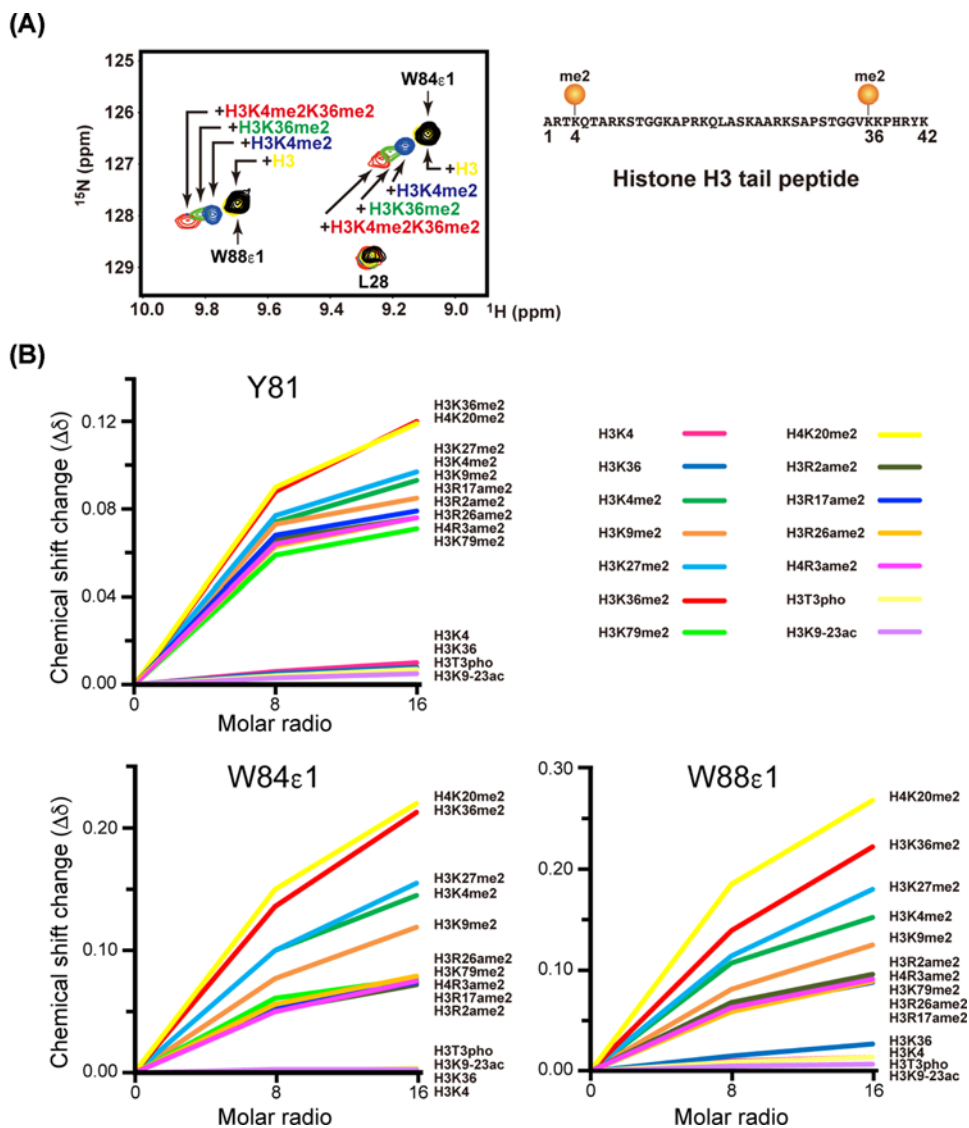 (A)
125
126
127
128
129
15N (ppm)
+H3K4me2K36me2
+H3K36me2
+H3K4me2
+H3
W88ε1
W84ε1
+H3
+H3K4me2
+ H3K36me2
+H3K4me2K36me2
L28
10.0 9.8 9.6 9.4 9.2 9.0 1H (ppm)
me2 me2
ARTKQTARKSTGGKAPRKQLASKAARKSAPSTGGVKKPHRYK
1 4 36 42
Histone H3 tail peptide
(B)
Y81
Chemical shift change (Δδ)
0.12
0.08
0.04
0.00
0 8 16
Molar radio
H3K36me2
H4K20me2
H3K27me2
H3K4me2
H3K9me2
H3R17ame2
H3R2ame2
H3R26ame2
H4R3ame2
H3K79me2
H3K4
H3K36
H3T3pho
H3K9-23ac
H3K4 H4K20me2
H3K36 H3R2ame2
H3K4me2 H3R17ame2
H3K9me2 H3R26ame2
H3K27me2 H4R3ame2
H3K36me2 H3T3pho
H3K79me2 H3K9-23ac
W84ε1
Chemical shift change (Δδ)
0.20
0.10
0.00
0 8 16
Molar radio
H4K20me2
H3K36me2
H3K27me2
H3K4me2
H3K9me2
H3R26ame2
H3K79me2
H4R3ame2
H3R17ame2
H3R2ame2
H3T3pho
H3K9-23ac
H3K36
H3K4
W88ε1
0.30
0.20
0.10
0.00
0 8 16
Molar radio
H4K20me2
H3K36me2
H3K27me2
H3K4me2
H3K9me2
H3R2ame2
H4R3ame2
H3K79me2
H3R26ame2
H3R17ame2
H3K36
H3K4
H3T3pho
H3K9-23ac